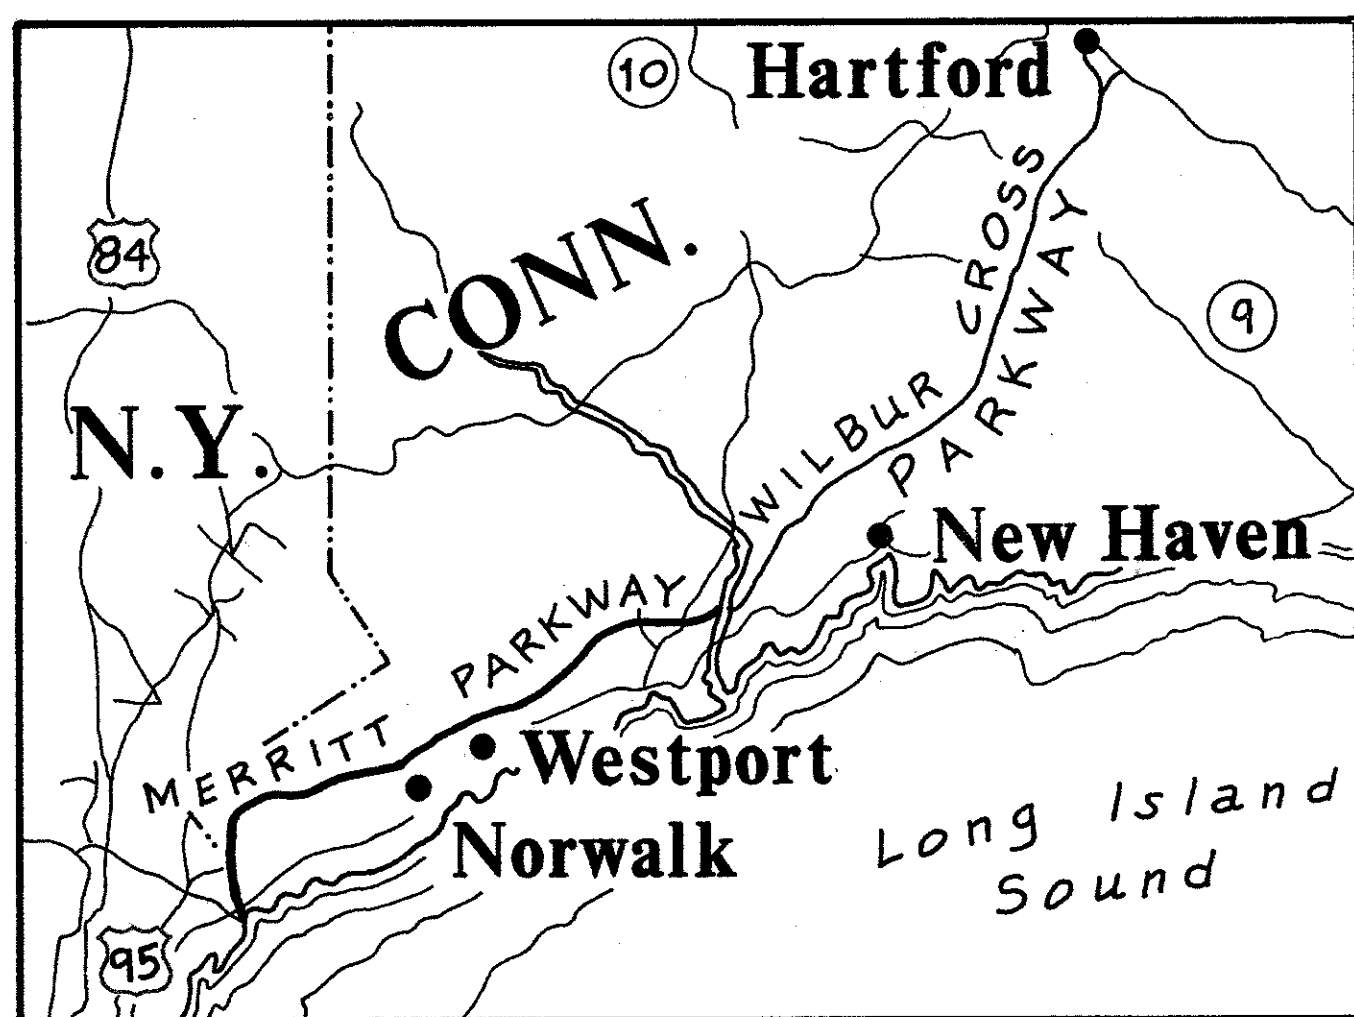 10
Hartford
84
CONN.
WILBUR CROSS
PARKWAY
9
N.Y.
New Haven
MERRITT PARKWAY
Westport
Norwalk
Long Island
Sound
95